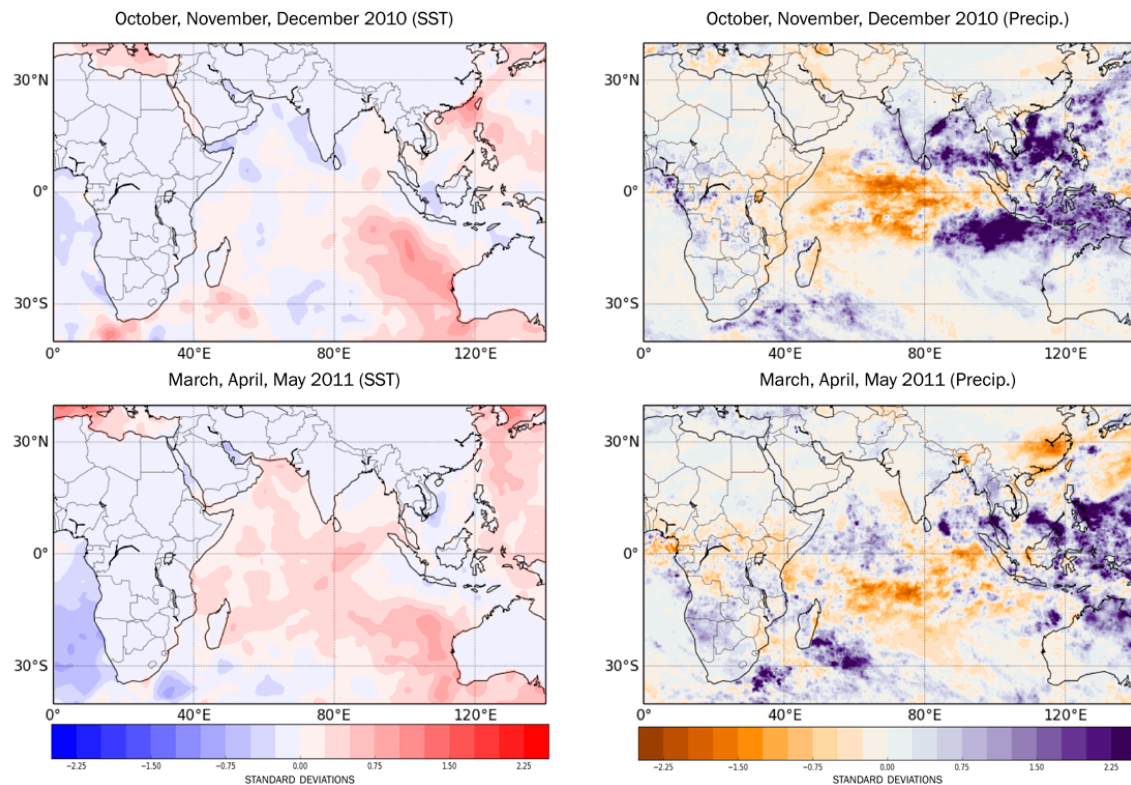 October, November, December 2010 (SST)
October, November, December 2010 (Precip.)
30°N
0°
30°S
0°
40°E
80°E
120°E
30°N
0°
30°S
0°
40°E
80°E
120°E
March, April, May 2011 (SST)
March, April, May 2011 (Precip.)
30°N
0°
30°S
0°
40°E
80°E
120°E
30°N
0°
30°S
0°
40°E
80°E
120°E
−2.25 −1.50 −0.75 0.00 0.75 1.50 2.25
STANDARD DEVIATIONS
−2.25 −1.50 −0.75 0.00 0.75 1.50 2.25
STANDARD DEVIATIONS